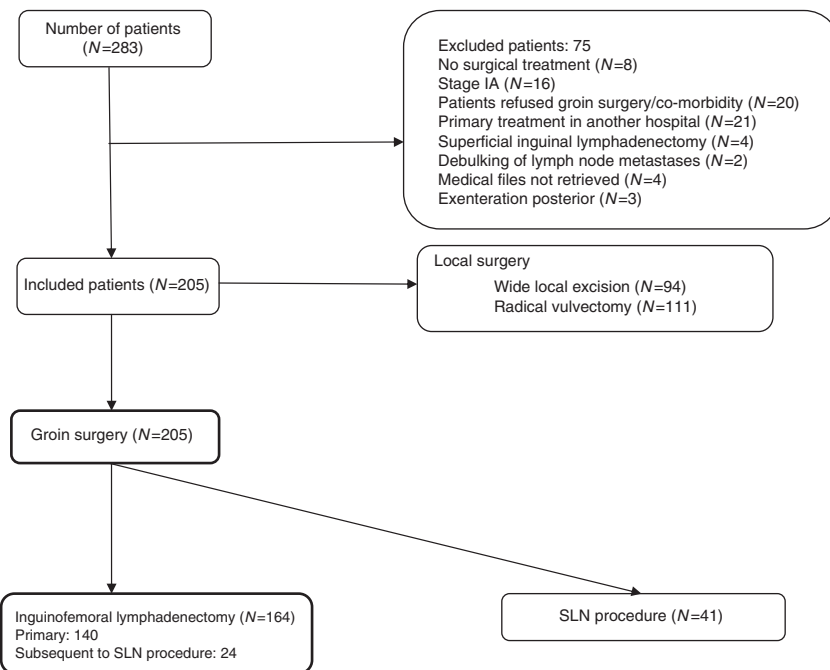 Number of patients
(N=283)
Excluded patients: 75
No surgical treatment (N=8)
Stage IA (N=16)
Patients refused groin surgery/co-morbidity (N=20)
Primary treatment in another hospital (N=21)
Superficial inguinal lymphadenectomy (N=4)
Debulking of lymph node metastases (N=2)
Medical files not retrieved (N=4)
Exenteration posterior (N=3)
Included patients (N=205)
Local surgery
Wide local excision (N=94)
Radical vulvectomy (N=111)
Groin surgery (N=205)
Inguinofemoral lymphadenectomy (N=164)
Primary: 140
Subsequent to SLN procedure: 24
SLN procedure (N=41)